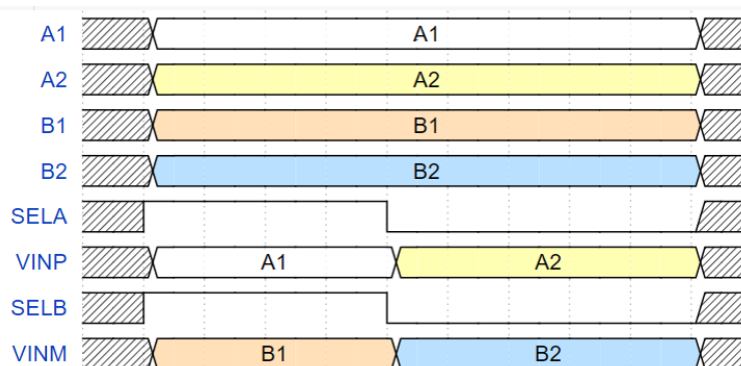 A1 A1
A2 A2
B1 B1
B2 B2
SELA
VINP A1 A2
SELB
VINM B1 B2